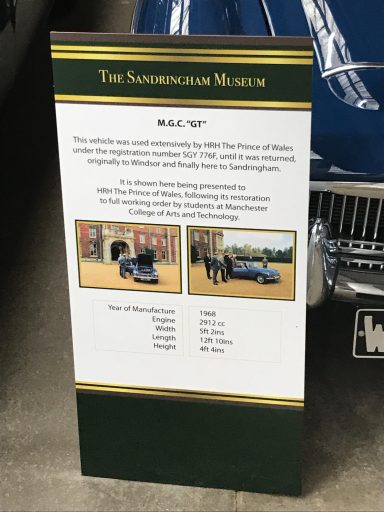 THE SANDRINGHAM MUSEUM
M.G.C. "GT"
This vehicle was used extensively by HRH The Prince of Wales
under the registration number SGY 776F, until it was returned,
originally to Windsor and finally here to Sandringham.
It is shown here being presented to
HRH The Prince of Wales, following its restoration
to full working order by students at Manchester
College of Arts and Technology.
Year of Manufacture 1968
Engine 2912 cc
Width 5ft 2ins
Length 12ft 10ins
Height 4ft 4ins